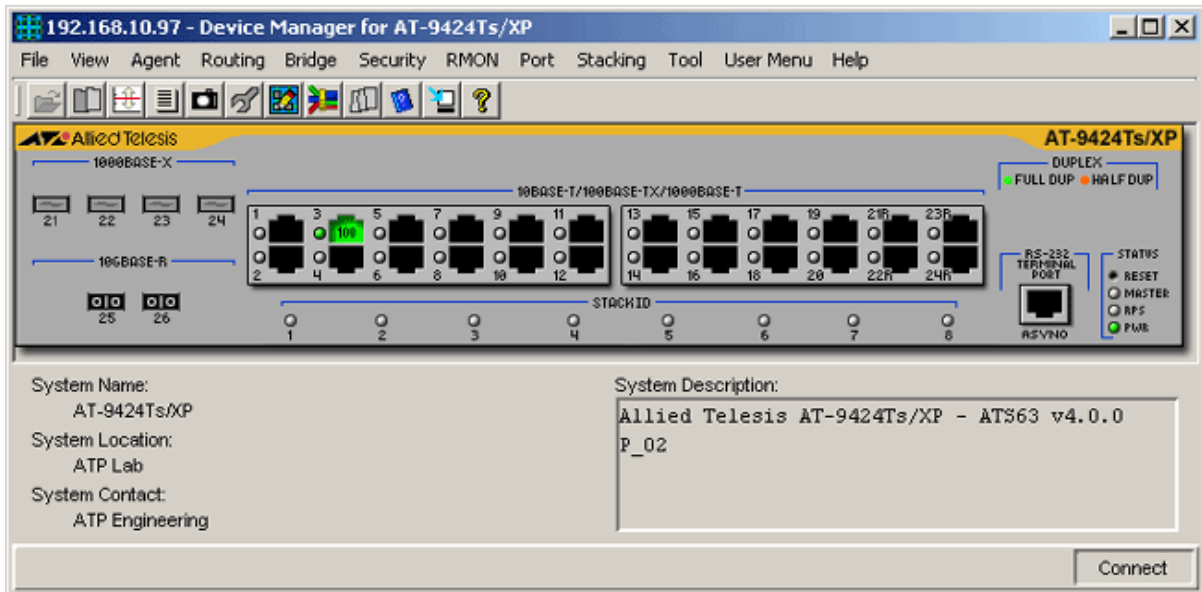 192.168.10.97 - Device Manager for AT-9424Ts/XP
File View Agent Routing Bridge Security RMON Port Stacking Tool User Menu Help
Allied Telesis
AT-9424Ts/XP
1000BASE-X
DUPLEX
FULL DUP HALF DUP
10BASE-T/100BASE-TX/1000BASE-T
21 22 23 24
1 3 5 7 9 11 13 15 17 19 21R 23R
100
2 4 6 8 10 12 14 16 18 20 22R 24R
10GBASE-R
25 26
STACK ID
1 2 3 4 5 6 7 8
RS-232
TERMINAL
PORT
ASYN0
STATUS
RESET
MASTER
RPS
PWR
System Name:
AT-9424Ts/XP
System Location:
ATP Lab
System Contact:
ATP Engineering
System Description:
Allied Telesis AT-9424Ts/XP - ATS63 v4.0.0
P_02
Connect